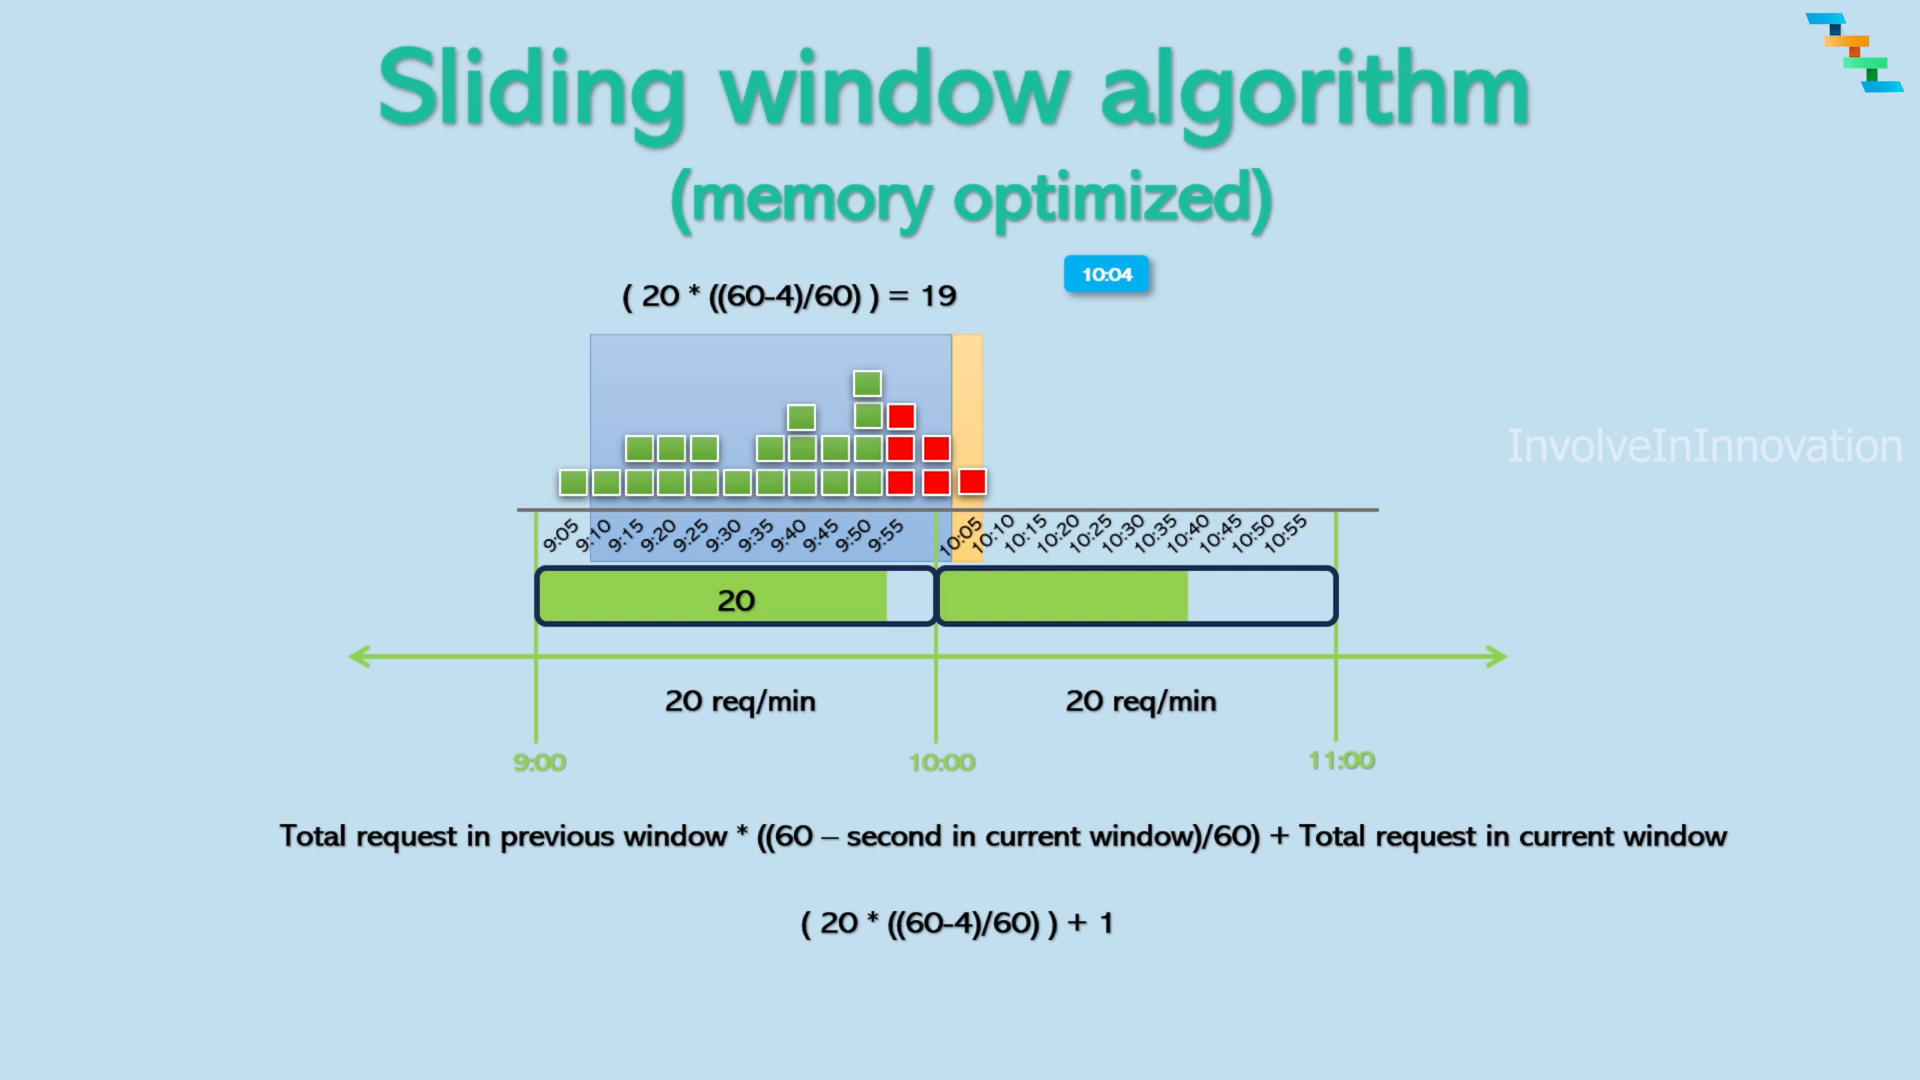 Sliding window algorithm
(memory optimized)
10:04
( 20 * ((60-4)/60) ) = 19
InvolveInInnovation
9:05 9:10 9:15 9:20 9:25 9:30 9:35 9:40 9:45 9:50 9:55 10:05 10:10 10:15 10:20 10:25 10:30 10:35 10:40 10:45 10:50 10:55
20
20 req/min 20 req/min
9:00 10:00 11:00
Total request in previous window * ((60 – second in current window)/60) + Total request in current window
( 20 * ((60-4)/60) ) + 1